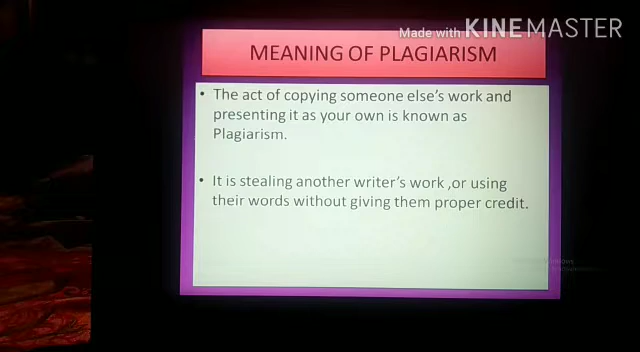 Made with KINEMASTER
MEANING OF PLAGIARISM
• The act of copying someone else's work and
presenting it as your own is known as
Plagiarism.
• It is stealing another writer's work ,or using
their words without giving them proper credit.